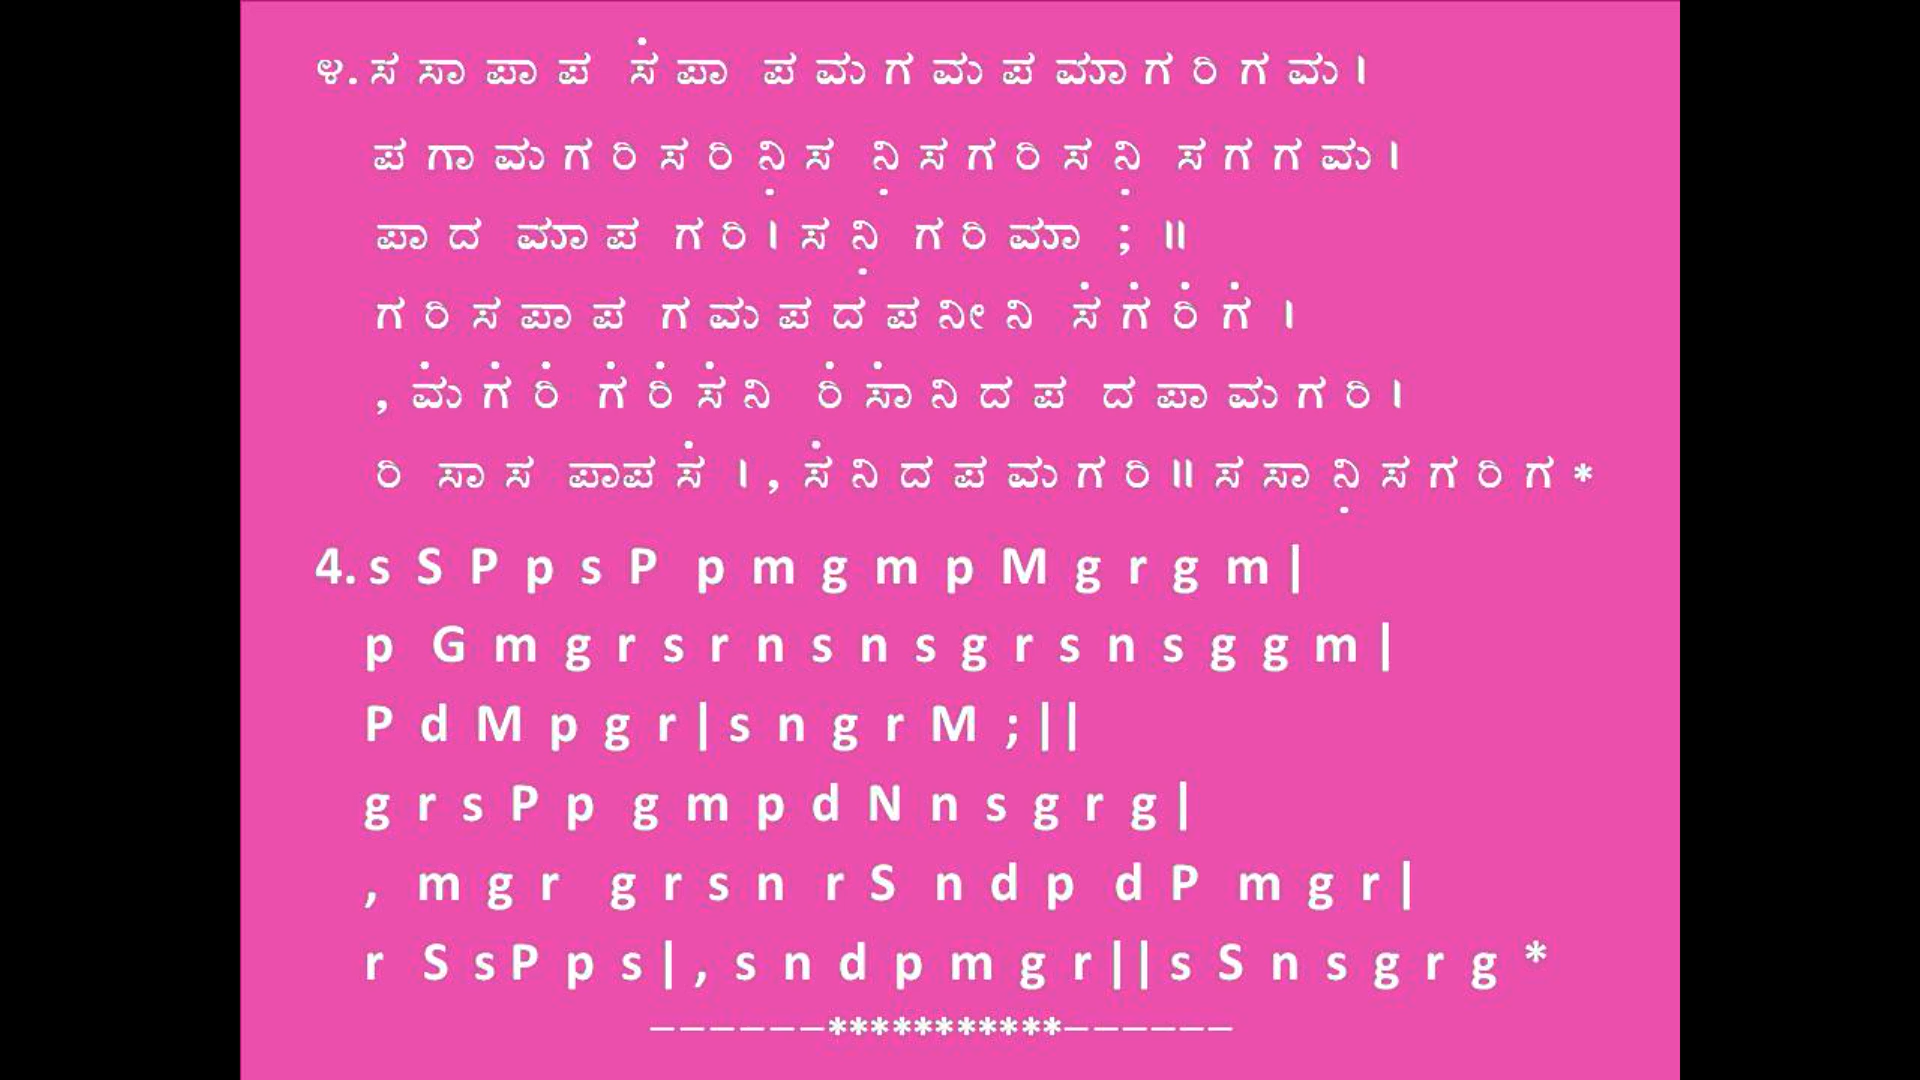 ೪. ಸ ಸಾ ಪಾ ಪ ಸ̇ ಪಾ ಪ ಮ ಗ ಮ ಪ ಮಾ ಗ ರಿ ಗ ಮ ।
ಪ ಗಾ ಮ ಗ ರಿ ಸ ರಿ ನಿ̣ ಸ ನಿ̣ ಸ ಗ ರಿ ಸ ನಿ̣ ಸ ಗ ಗ ಮ ।
ಪಾ ದ ಮಾ ಪ ಗ ರಿ । ಸ ನಿ̣ ಗ ರಿ ಮಾ ; ॥
ಗ ರಿ ಸ ಪಾ ಪ ಗ ಮ ಪ ದ ಪ ನೀ ನಿ ಸ̇ ಗ̇ ರಿ̇ ಗ̇ ।
, ಮ̇ ಗ̇ ರಿ̇ ಗ̇ ರಿ̇ ಸ̇ ನಿ ರಿ̇ ಸಾ̇ ನಿ ದ ಪ ದ ಪಾ ಮ ಗ ರಿ ।
ರಿ ಸಾ ಸ ಪಾಪ ಸ̇ । , ಸ̇ ನಿ ದ ಪ ಮ ಗ ರಿ ॥ ಸ ಸಾ ನಿ̣ ಸ ಗ ರಿ ಗ *
4. s S P p s P p m g m p M g r g m |
p G m g r s r n s n s g r s n s g g m |
P d M p g r | s n g r M ; ||
g r s P p g m p d N n s g r g |
, m g r g r s n r S n d p d P m g r |
r S s P p s | , s n d p m g r || s S n s g r g *
——————***********——————